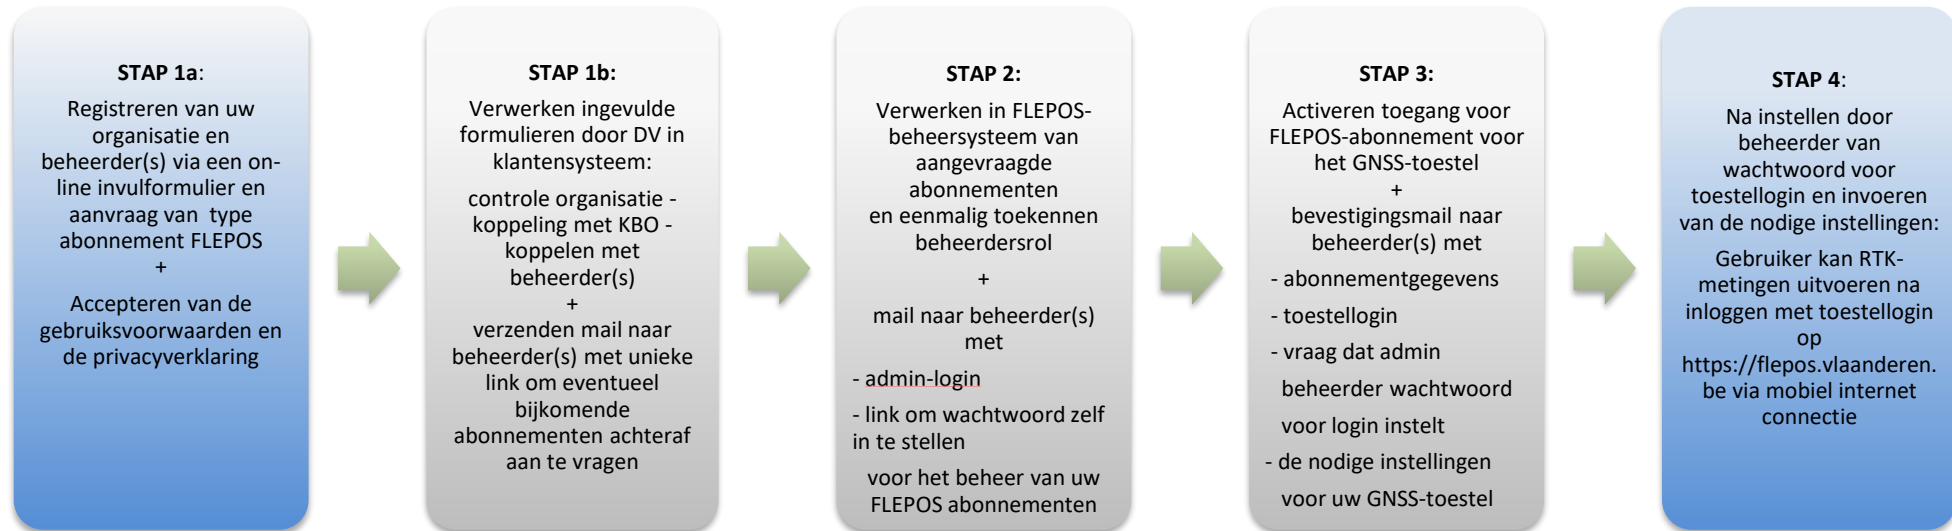 STAP 1a:
Registreren van uw
organisatie en
beheerder(s) via een on-
line invulformulier en
aanvraag van type
abonnement FLEPOS
+
Accepteren van de
gebruiksvoorwaarden en
de privacyverklaring
STAP 1b:
Verwerken ingevulde
formulieren door DV in
klantensysteem:
controle organisatie -
koppeling met KBO -
koppelen met
beheerder(s)
+
verzenden mail naar
beheerder(s) met unieke
link om eventueel
bijkomende
abonnementen achteraf
aan te vragen
STAP 2:
Verwerken in FLEPOS-
beheersysteem van
aangevraagde
abonnementen
en eenmalig toekennen
beheerdersrol
+
mail naar beheerder(s)
met
- admin-login
- link om wachtwoord zelf
in te stellen
voor het beheer van uw
FLEPOS abonnementen
STAP 3:
Activeren toegang voor
FLEPOS-abonnement voor
het GNSS-toestel
+
bevestigingsmail naar
beheerder(s) met
- abonnementgegevens
- toestellogin
- vraag dat admin
beheerder wachtwoord
voor login instelt
- de nodige instellingen
voor uw GNSS-toestel
STAP 4:
Na instellen door
beheerder van
wachtwoord voor
toestellogin en invoeren
van de nodige instellingen:
Gebruiker kan RTK-
metingen uitvoeren na
inloggen met toestellogin
op
https://flepos.vlaanderen.
be via mobiel internet
connectie